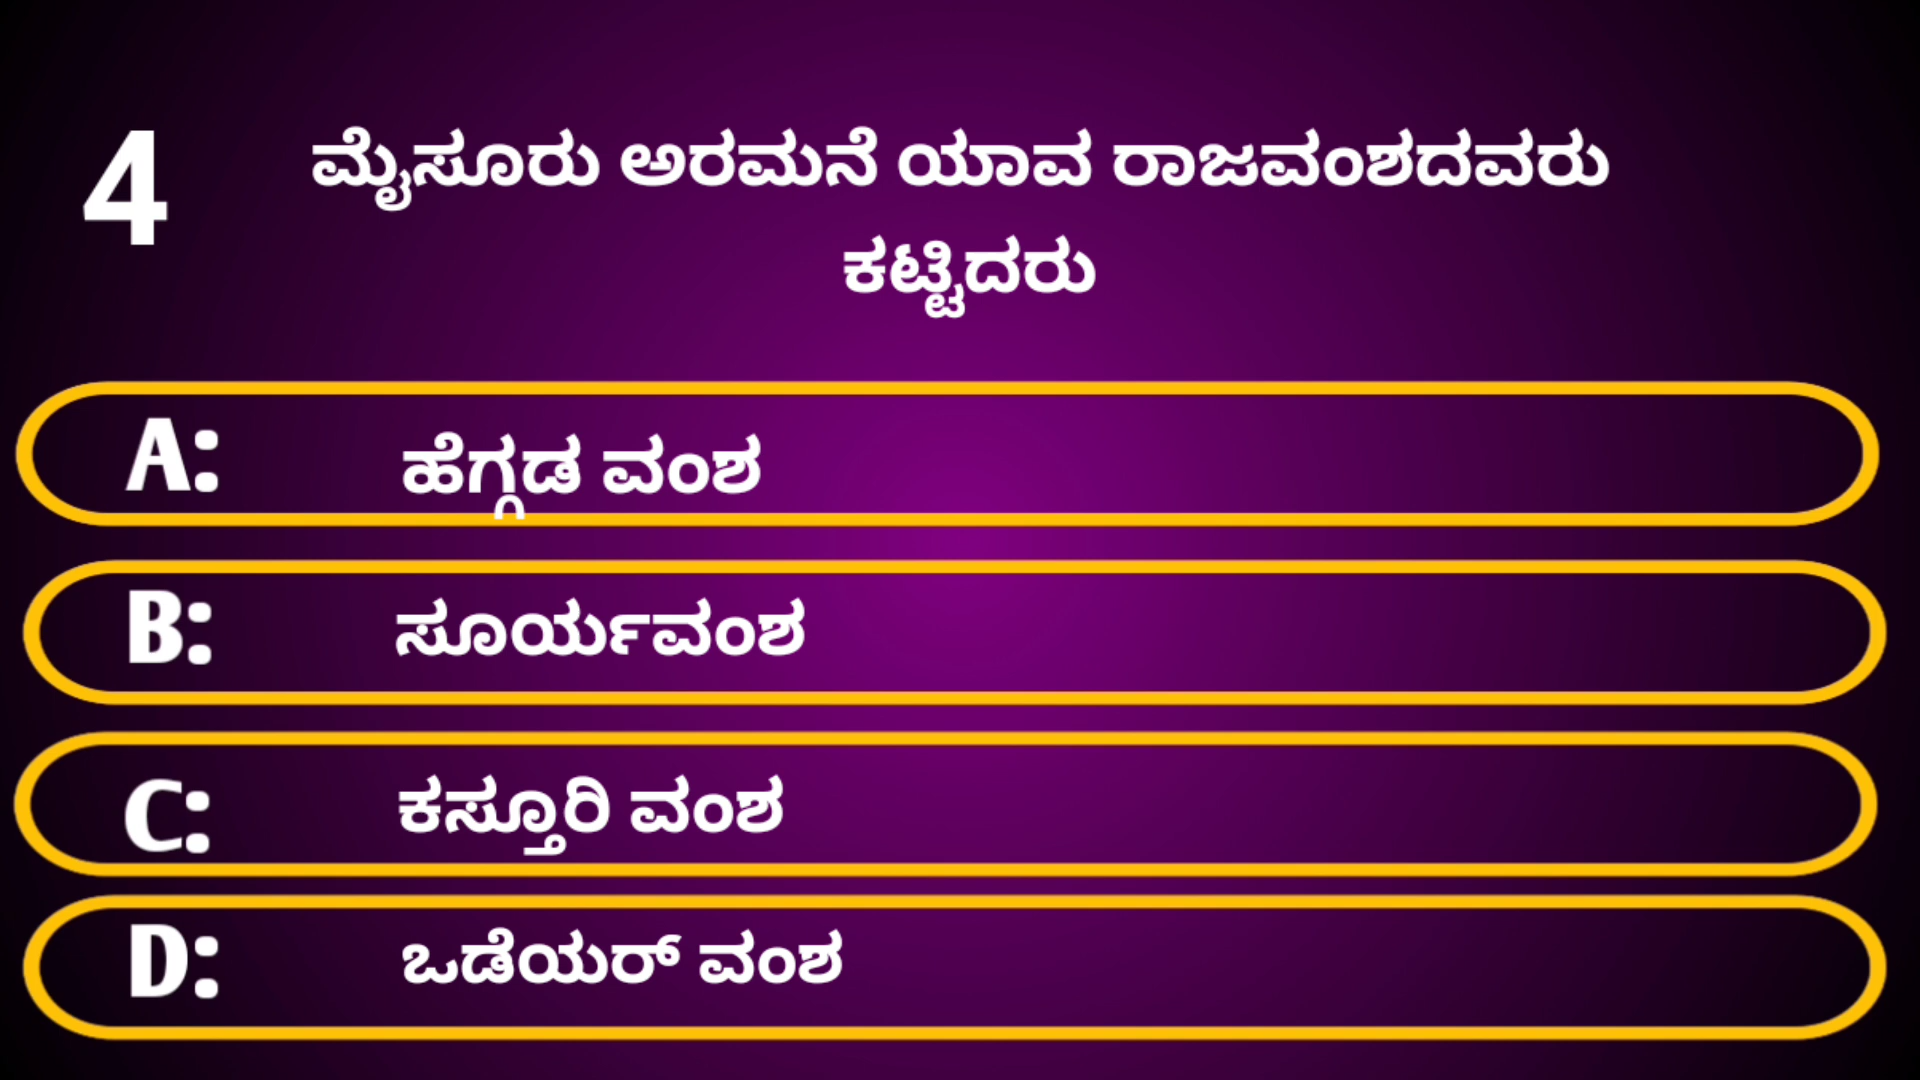 4
ಮೈಸೂರು ಅರಮನೆ ಯಾವ ರಾಜವಂಶದವರು
ಕಟ್ಟಿದರು
A: ಹೆಗ್ಗಡ ವಂಶ
B: ಸೂರ್ಯವಂಶ
C: ಕಸ್ತೂರಿ ವಂಶ
D: ಒಡೆಯರ್ ವಂಶ